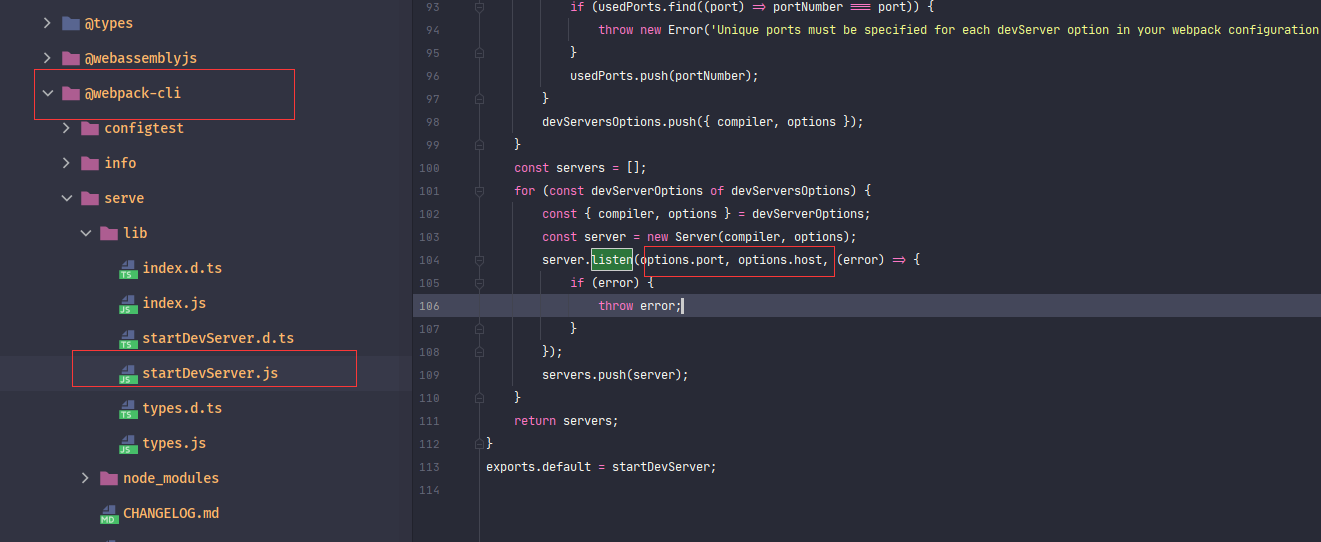 @types
@webassemblyjs
@webpack-cli
configtest
info
serve
lib
TS index.d.ts
JS index.js
TS startDevServer.d.ts
JS startDevServer.js
TS types.d.ts
JS types.js
node_modules
MD CHANGELOG.md
93 if (usedPorts.find((port) => portNumber === port)) {
94 throw new Error('Unique ports must be specified for each devServer option in your webpack configuration
95 }
96 usedPorts.push(portNumber);
97 }
98 devServersOptions.push({ compiler, options });
99 }
100 const servers = [];
101 for (const devServerOptions of devServersOptions) {
102 const { compiler, options } = devServerOptions;
103 const server = new Server(compiler, options);
104 server.listen(options.port, options.host, (error) => {
105 if (error) {
106 throw error;
107 }
108 });
109 servers.push(server);
110 }
111 return servers;
112 }
113 exports.default = startDevServer;
114